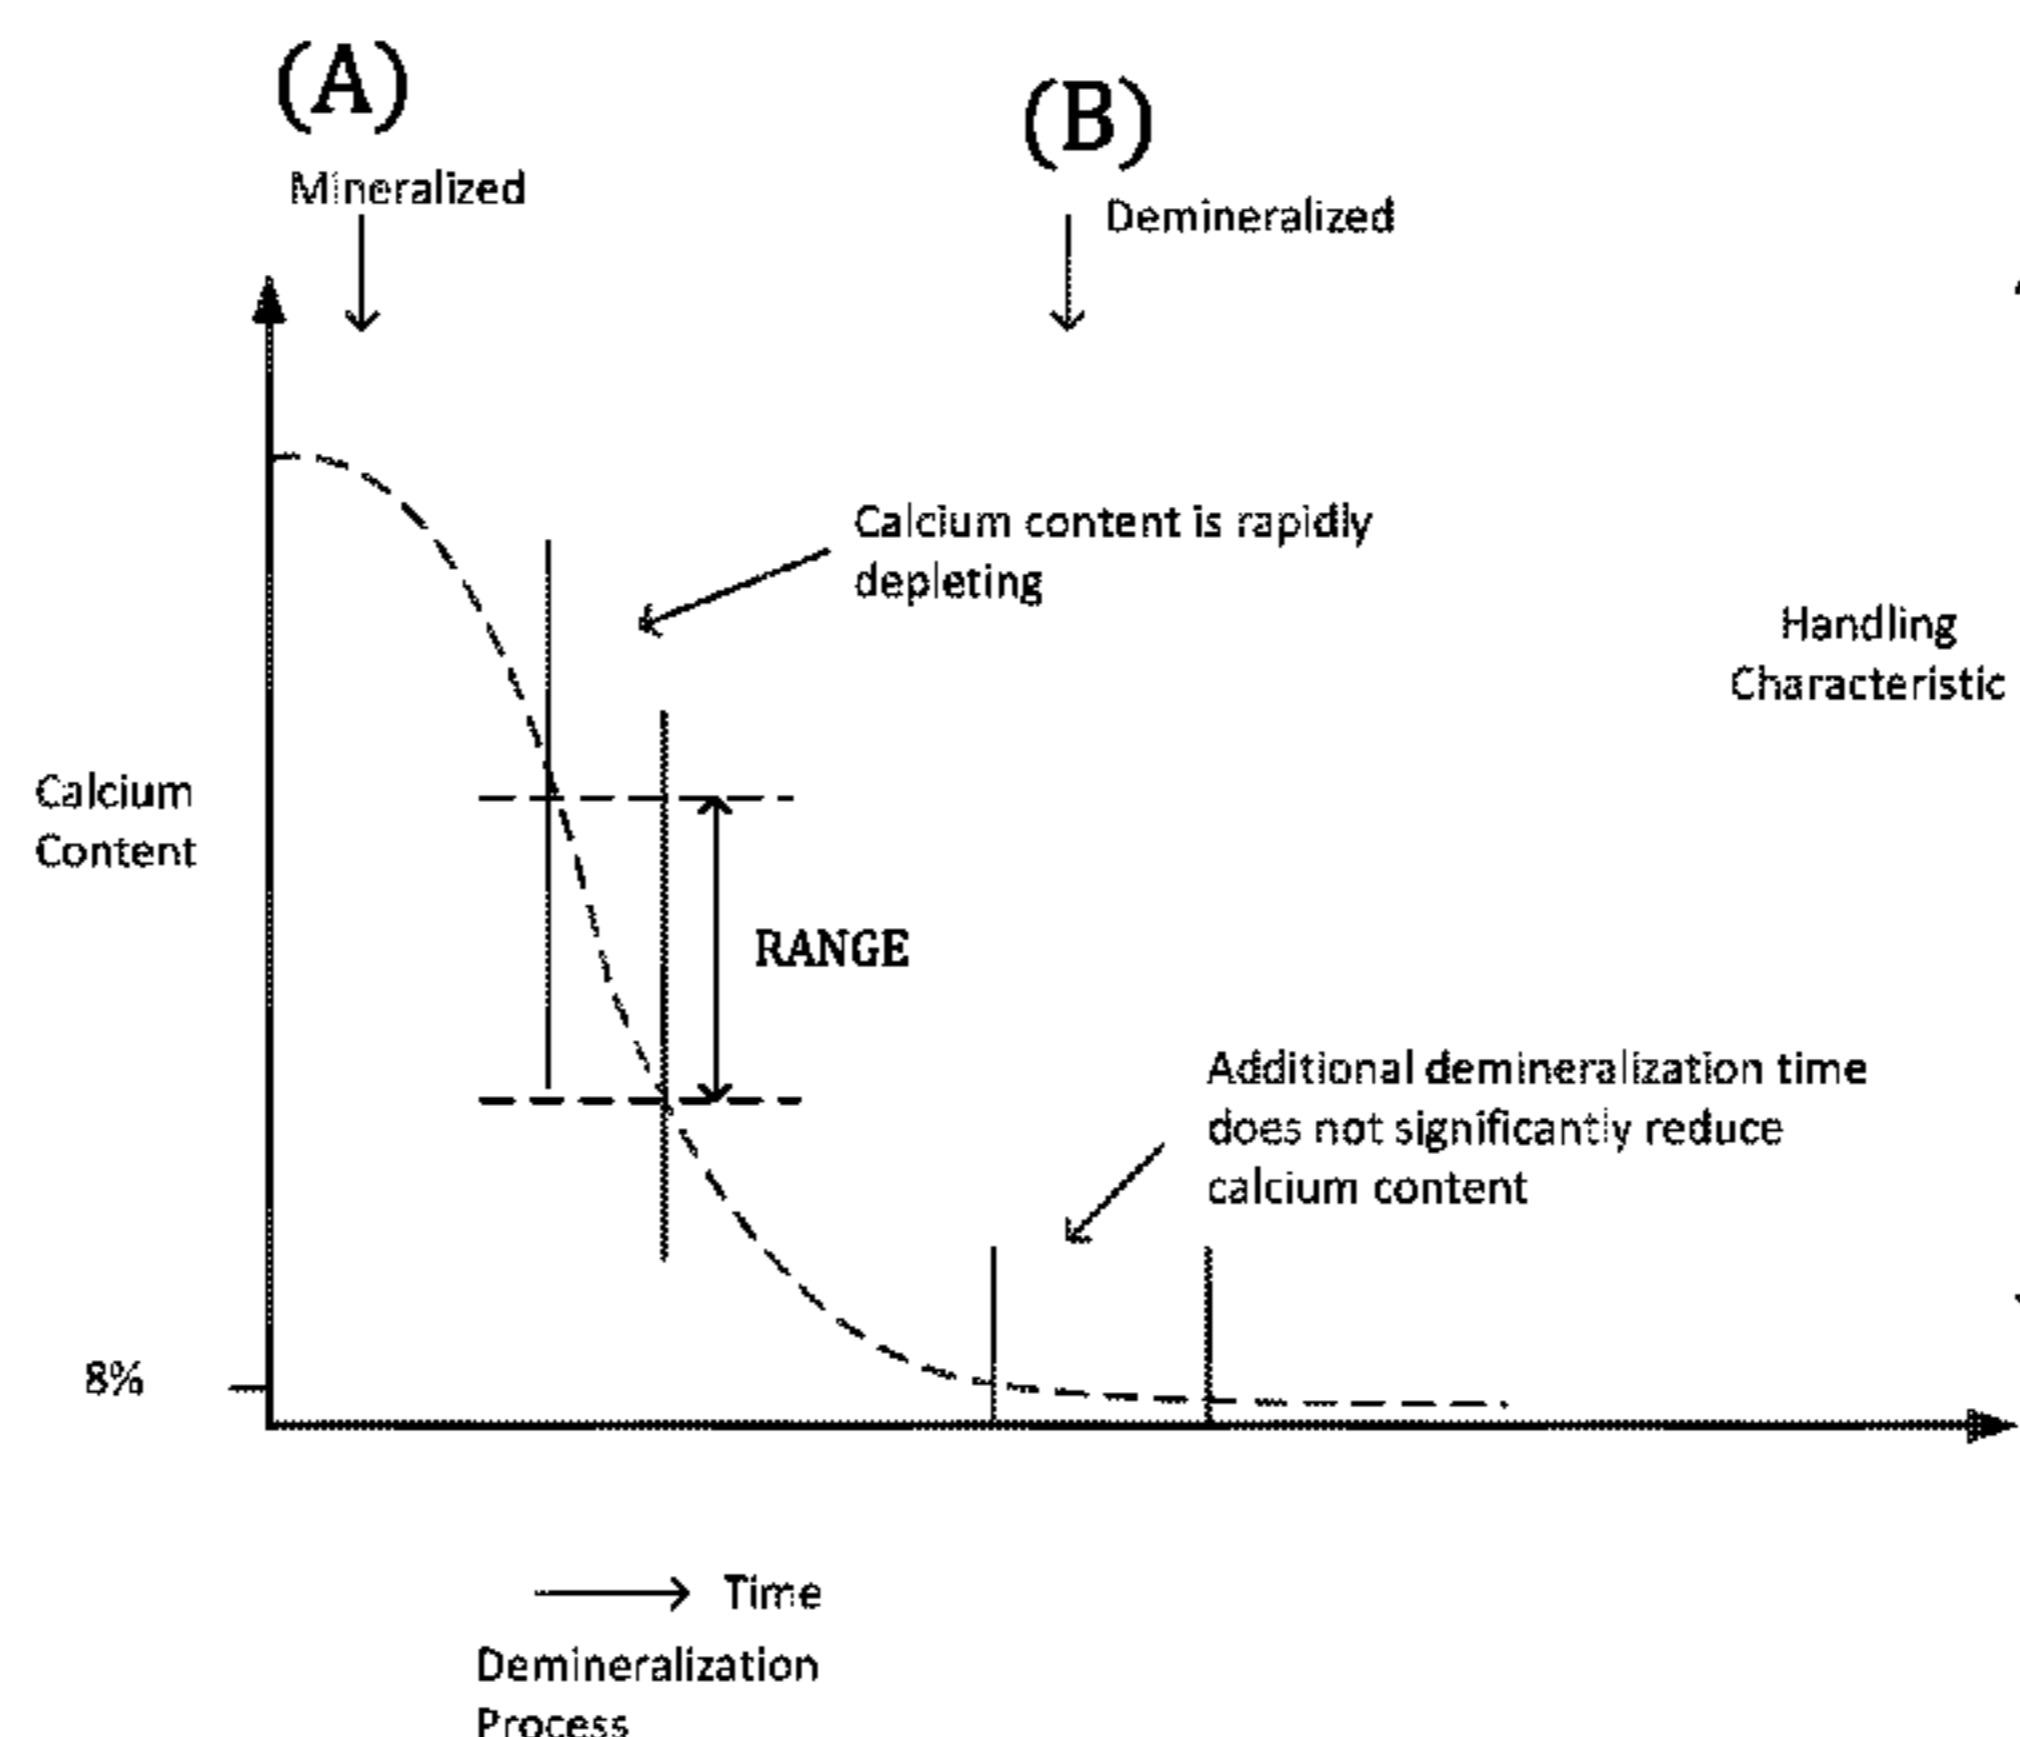 (A)
(B)
Mineralized
Demineralized
Calcium content is rapidly
depleting
Handling
Characteristic
Calcium
Content
RANGE
Additional demineralization time
does not significantly reduce
calcium content
8%
Time
Demineralization
Process